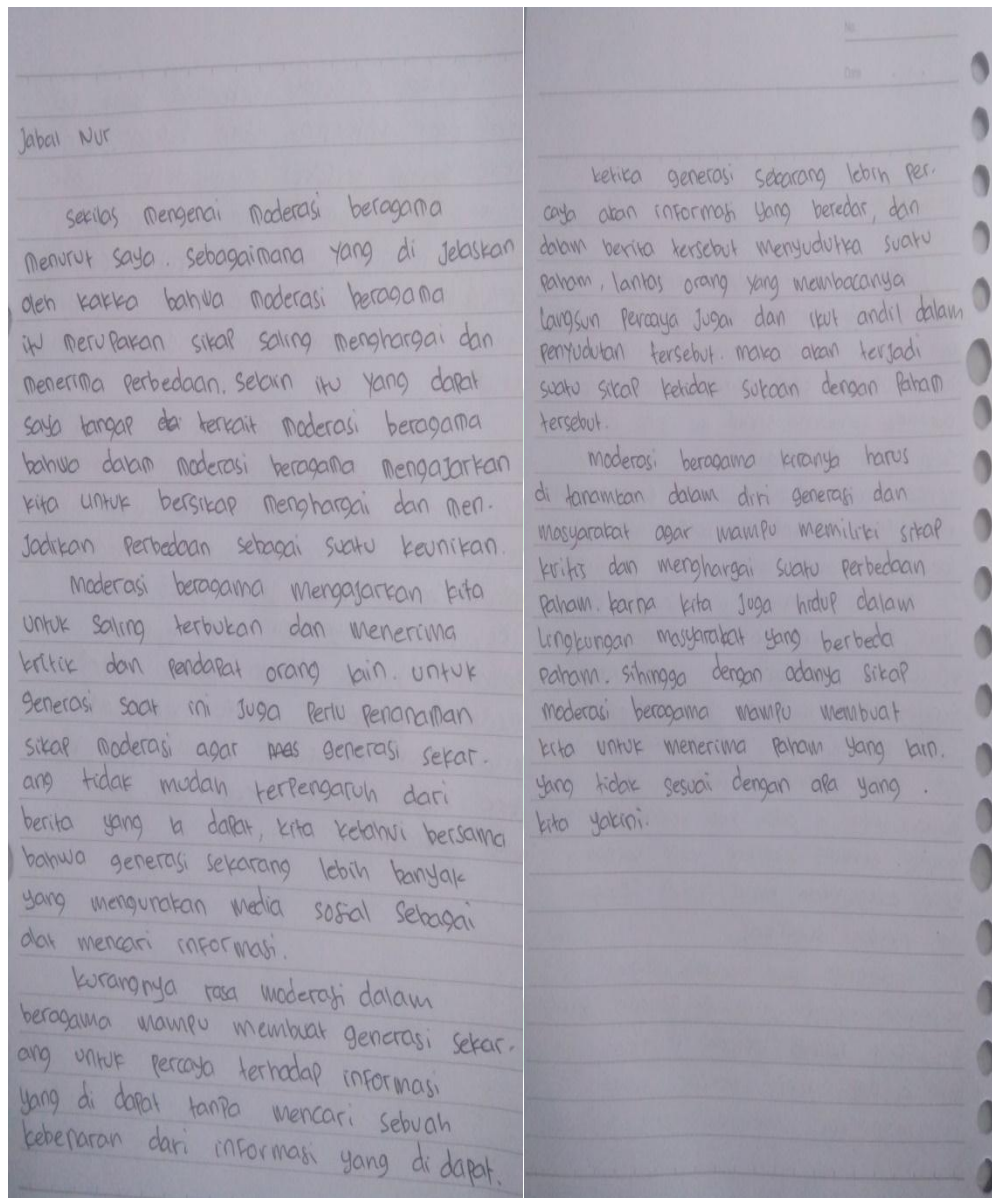 Jabal Nur
sekilas mengenai moderasi beragama
menurut saya. sebagaimana yang di Jelaskan
oleh kakka bahwa moderasi beragama
itu merupakan sikap saling menghargai dan
menerima perbedaan. selain itu yang dapat
saya tangap terkait moderasi beragama
bahwa dalam moderasi beragama mengajarkan
kita untuk bersikap menghargai dan men-
Jadikan perbedaan sebagai suatu keunikan.
Moderasi beragama mengajarkan kita
untuk saling terbukan dan menerima
kritik dan pendapat orang lain. untuk
generasi saat ini Juga perlu penanaman
sikap moderasi agar generasi sekar-
ang tidak mudah terpengaruh dari
berita yang ia dapat, kita ketahui bersama
bahwa generasi sekarang lebih banyak
yang mengunakan media sosial sebagai
alat mencari informasi.
kurangnya rasa moderasi dalam
beragama mampu membuat generasi sekar-
ang untuk percaya terhadap informasi
yang di dapat tanpa mencari sebuah
kebenaran dari informasi yang di dapat.
No
Date
ketika generasi sekarang lebih per-
caya akan informasi yang beredar, dan
dalam berita tersebut menyudutka suatu
paham, lantas orang yang membacanya
langsun percaya Juga dan ikut andil dalam
penyudutan tersebut. maka akan terjadi
suatu sikap ketidak sukaan dengan paham
tersebut.
Moderasi beragama kiranya harus
di tanamkan dalam diri generasi dan
masyarakat agar mampu memiliki sikap
kritis dan menghargai suatu perbedaan
paham. karna kita Juga hidup dalam
lingkungan masyarakat yang berbeda
paham. sihingga dengan adanya sikap
moderasi beragama mampu membuat
kita untuk menerima paham yang lain.
yang tidak sesuai dengan apa yang .
kita yakini.